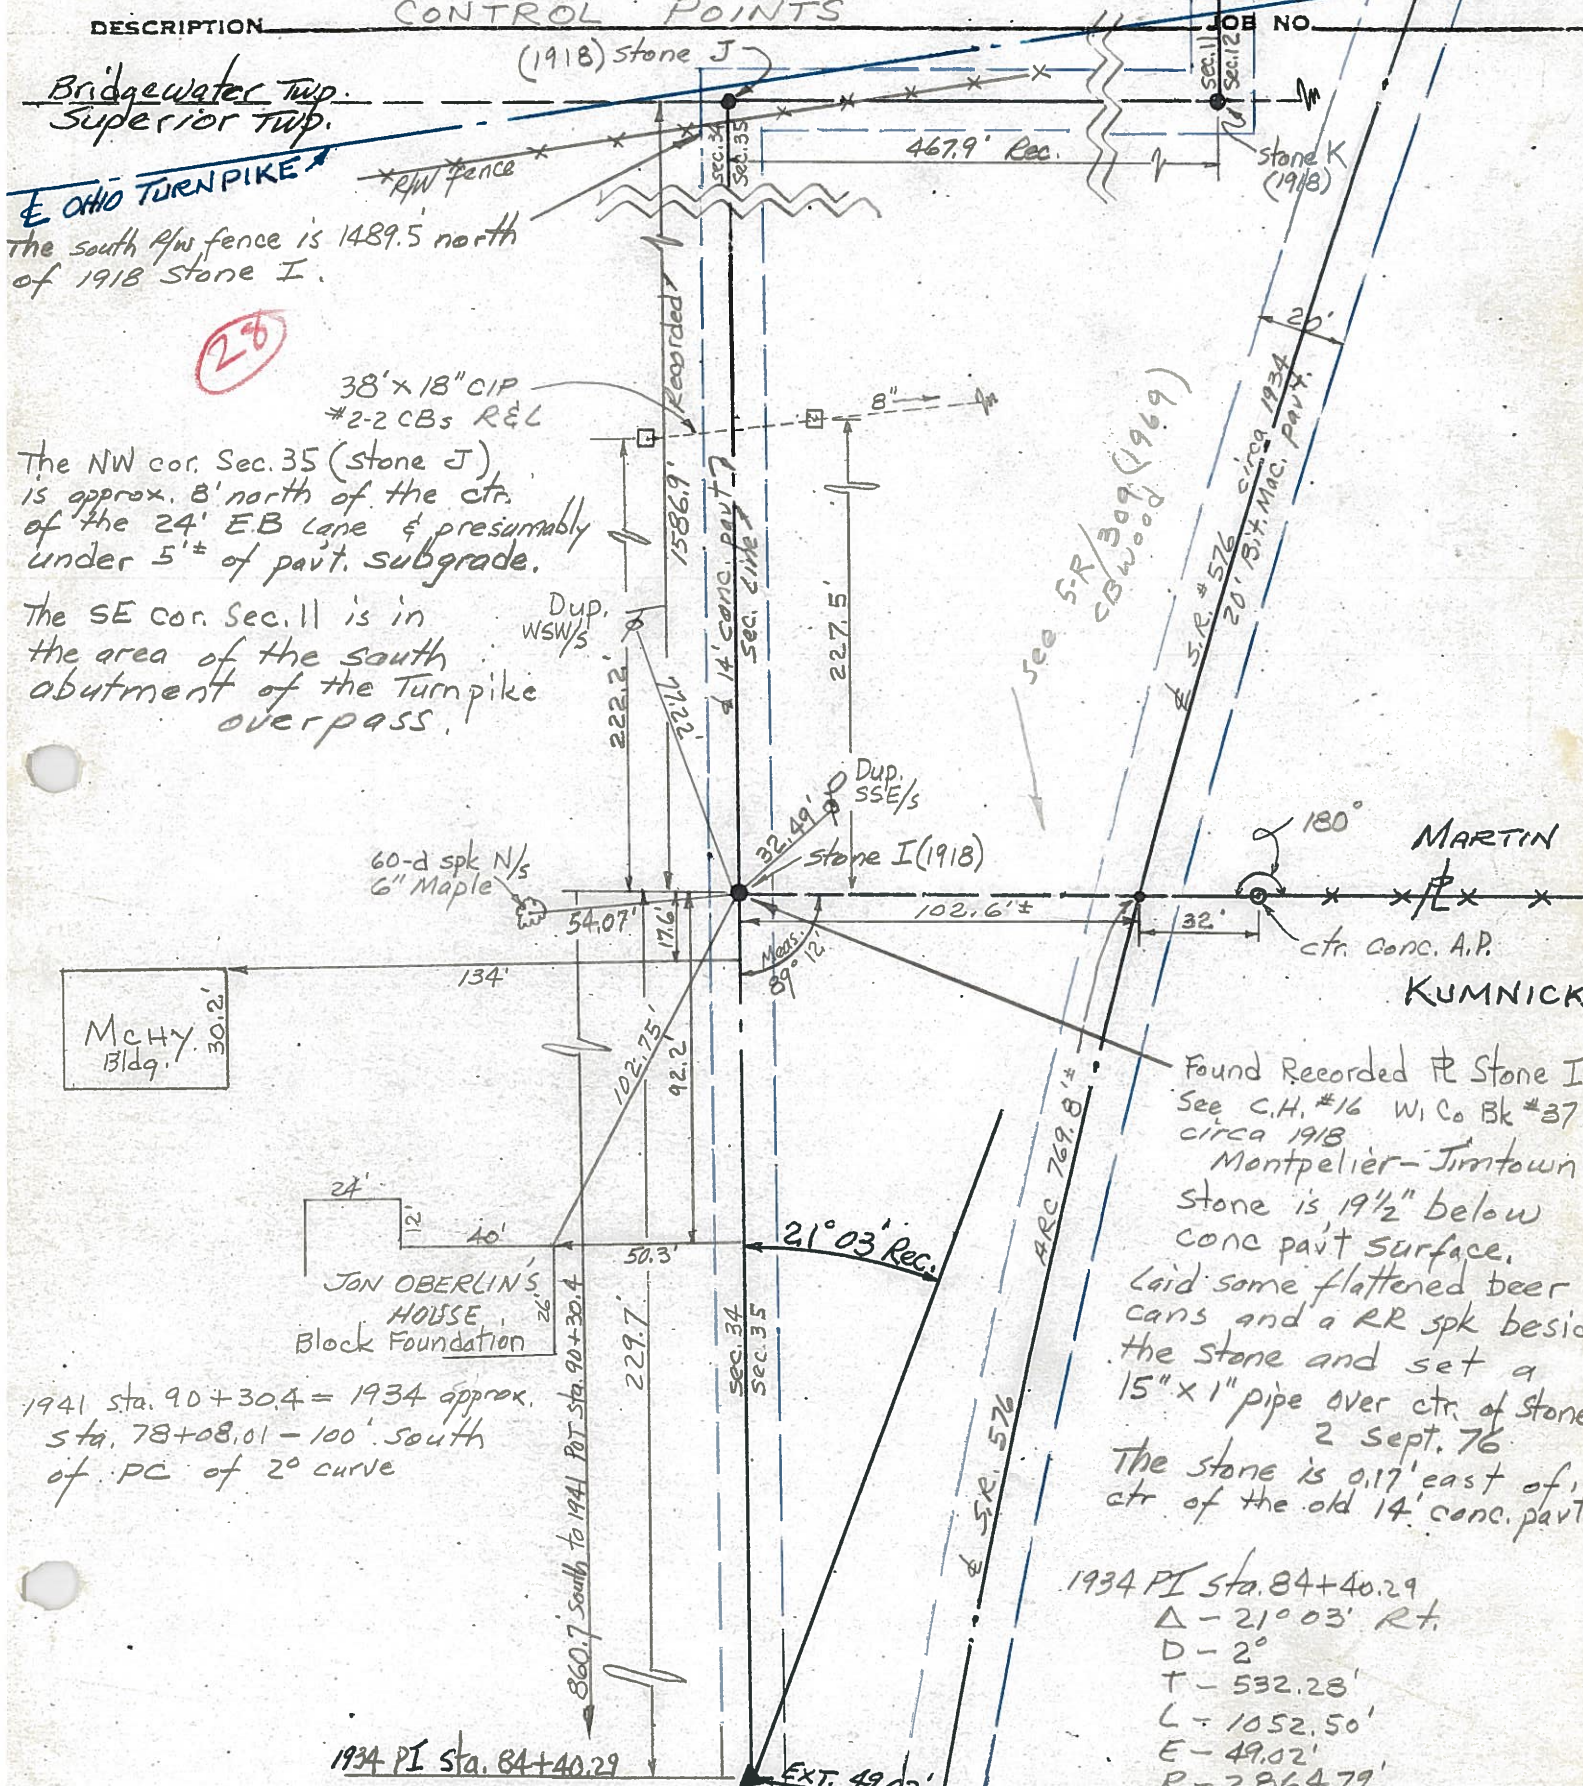 CONTROL POINTS
DESCRIPTION
JOB NO.
(1918) stone J
Bridgewater Twp.
Superior Twp.
sec. 11
sec. 12
℄ OHIO TURNPIKE
R/W fence
sec. 34
sec. 35
467.9' Rec.
stone K
(1918)
The south R/W fence is 1489.5 north
of 1918 stone I.
28
Recorded
1586.9'
20'
38' x 18" CIP
#2-2 CBs R&L
8"
The NW cor. Sec. 35 (stone J)
is approx. 8' north of the ctr.
of the 24' E.B Lane & presumably
under 5'± of pav't. subgrade.
The SE cor. Sec. 11 is in
the area of the south
abutment of the Turnpike
overpass.
Dup.
WSW/s
222.2'
℄ 14' conc. pav't
sec. line
227.5'
see S-R/309 (1969)
CBWood
℄ S.R. #576 circa 1934
20' Bit. Mac. pav't.
Dup.
SSE/s
32.49'
stone I (1918)
180°
MARTIN
℄
60-d spk N/s
6" Maple
54.07'
17.6'
102.6'±
32'
Meas.
89° 12'
ctr. conc. A.P.
KUMNICK
134'
McHY.
Bldg.
30.2'
102.75'
92.2'
Found Recorded ℄ Stone I
See C.H. #16 W. Co Bk #37
circa 1918
Montpelier - Jimtown
Stone is 19½" below
conc pav't surface.
Laid some flattened beer
cans and a RR spk besid
the stone and set a
15" x 1" pipe over ctr. of stone
2 Sept. 76
The stone is 0.17' east of
ctr of the old 14' conc. pav't
ARC 769.8'±
24'
12'
40'
50.3'
21° 03' Rec.
JON OBERLIN'S
HOUSE
Block Foundation
26'
229.7'
sec. 34
sec. 35
1941 sta. 90+30.4 = 1934 approx.
sta. 78+08.01 - 100' south
of PC of 2° curve
860.7' south to 1941 POT Sta. 90+30.4
℄ S.R. 576
1934 PI sta. 84+40.29
Δ - 21° 03' Rt.
D - 2°
T - 532.28'
L - 1052.50'
E - 49.02'
R - 2864.79'
1934 PI Sta. 84+40.29
EXT. 49.02'